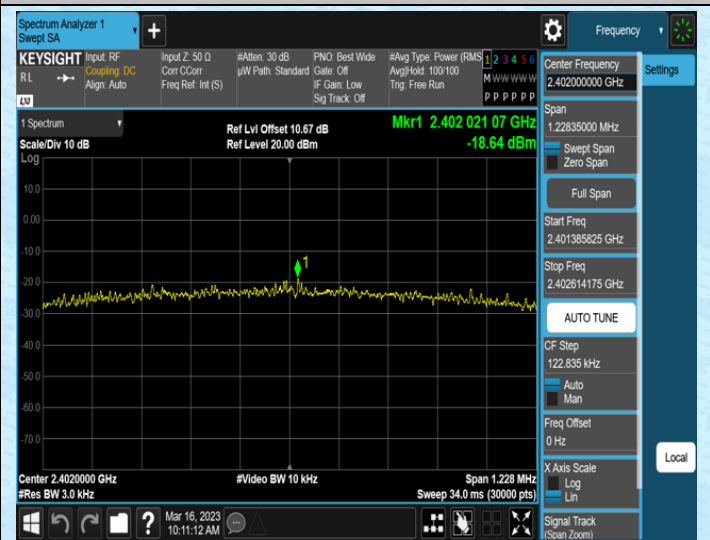 Spectrum Analyzer 1
Swept SA
+
Frequency
KEYSIGHT
RL
LXI
Input: RF
Coupling: DC
Align: Auto
Input Z: 50 Ω
Corr CCorr
Freq Ref: Int (S)
#Atten: 30 dB
µW Path: Standard
PNO: Best Wide
Gate: Off
IF Gain: Low
Sig Track: Off
#Avg Type: Power (RMS
Avg|Hold: 100/100
Trig: Free Run
1 2 3 4 5 6
M W W W W W
P P P P P P
1 Spectrum
Scale/Div 10 dB
Log
Ref Lvl Offset 10.67 dB
Ref Level 20.00 dBm
Mkr1 2.402 021 07 GHz
-18.64 dBm
10.0
0.00
-10.0
-20.0
-30.0
-40.0
-50.0
-60.0
-70.0
1
Center 2.4020000 GHz
#Res BW 3.0 kHz
#Video BW 10 kHz
Span 1.228 MHz
Sweep 34.0 ms (30000 pts)
?
Mar 16, 2023
10:11:12 AM
Center Frequency
2.402000000 GHz
Settings
Span
1.22835000 MHz
Swept Span
Zero Span
Full Span
Start Freq
2.401385825 GHz
Stop Freq
2.402614175 GHz
AUTO TUNE
CF Step
122.835 kHz
Auto
Man
Freq Offset
0 Hz
X Axis Scale
Log
Lin
Local
Signal Track
(Span Zoom)